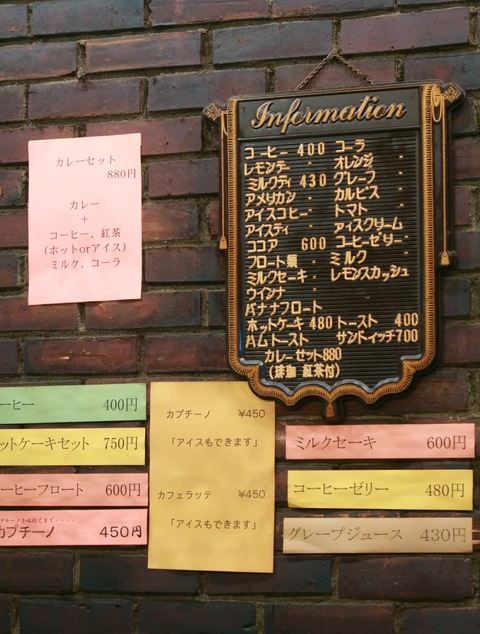 カレーセット
880円
カレー
+
コーヒー、紅茶
(ホットorアイス)
ミルク、コーラ
Information
コーヒー 400 コーラ
レモンテー 〃 オレンジ 〃
ミルクティ 430 グレープ 〃
アメリカン 〃 カルピス 〃
アイスコヒー 〃 トマト 〃
アイスティ 〃 アイスクリーム
ココア 600 コーヒーゼリー
フロート類 〃 ミルク 〃
ミルクセーキ 〃 レモンスカッシュ
ウインナー 〃
バナナフロート
ホットケーキ 480 トースト 400
ハムトースト サンドイッチ700
カレーセット880
(珈琲 紅茶付)
ーヒー 400円
ットケーキセット 750円
ーヒーフロート 600円
カプチーノ 450円
カプチーノ ¥450
「アイスもできます」
カフェラッテ ¥450
「アイスもできます」
ミルクセーキ 600円
コーヒーゼリー 480円
グレープジュース 430円